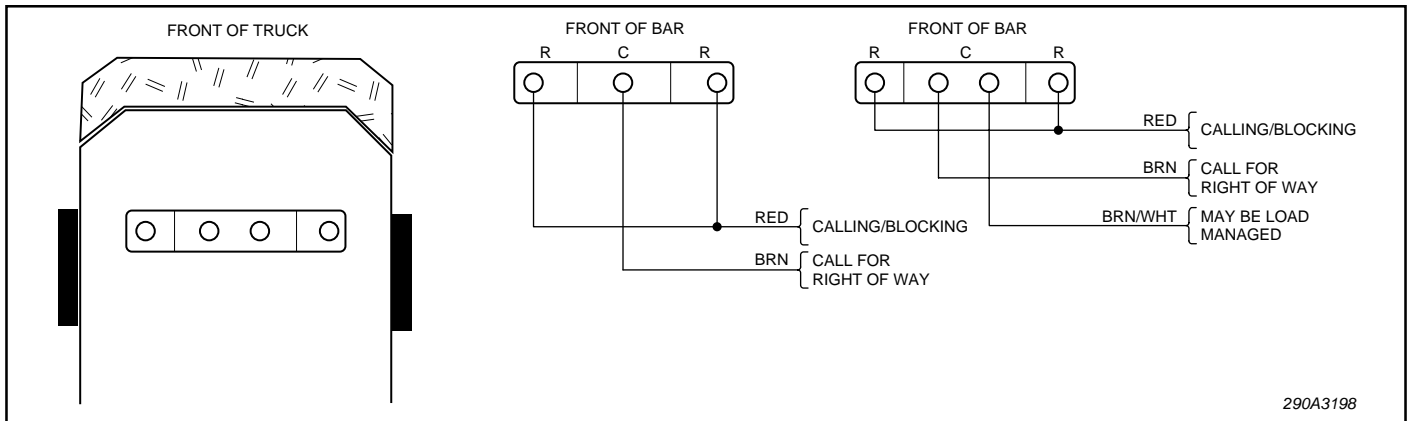 FRONT OF TRUCK
FRONT OF BAR
R C R
RED CALLING/BLOCKING
BRN CALL FOR
RIGHT OF WAY
FRONT OF BAR
R C R
RED CALLING/BLOCKING
BRN CALL FOR
RIGHT OF WAY
BRN/WHT MAY BE LOAD
MANAGED
290A3198